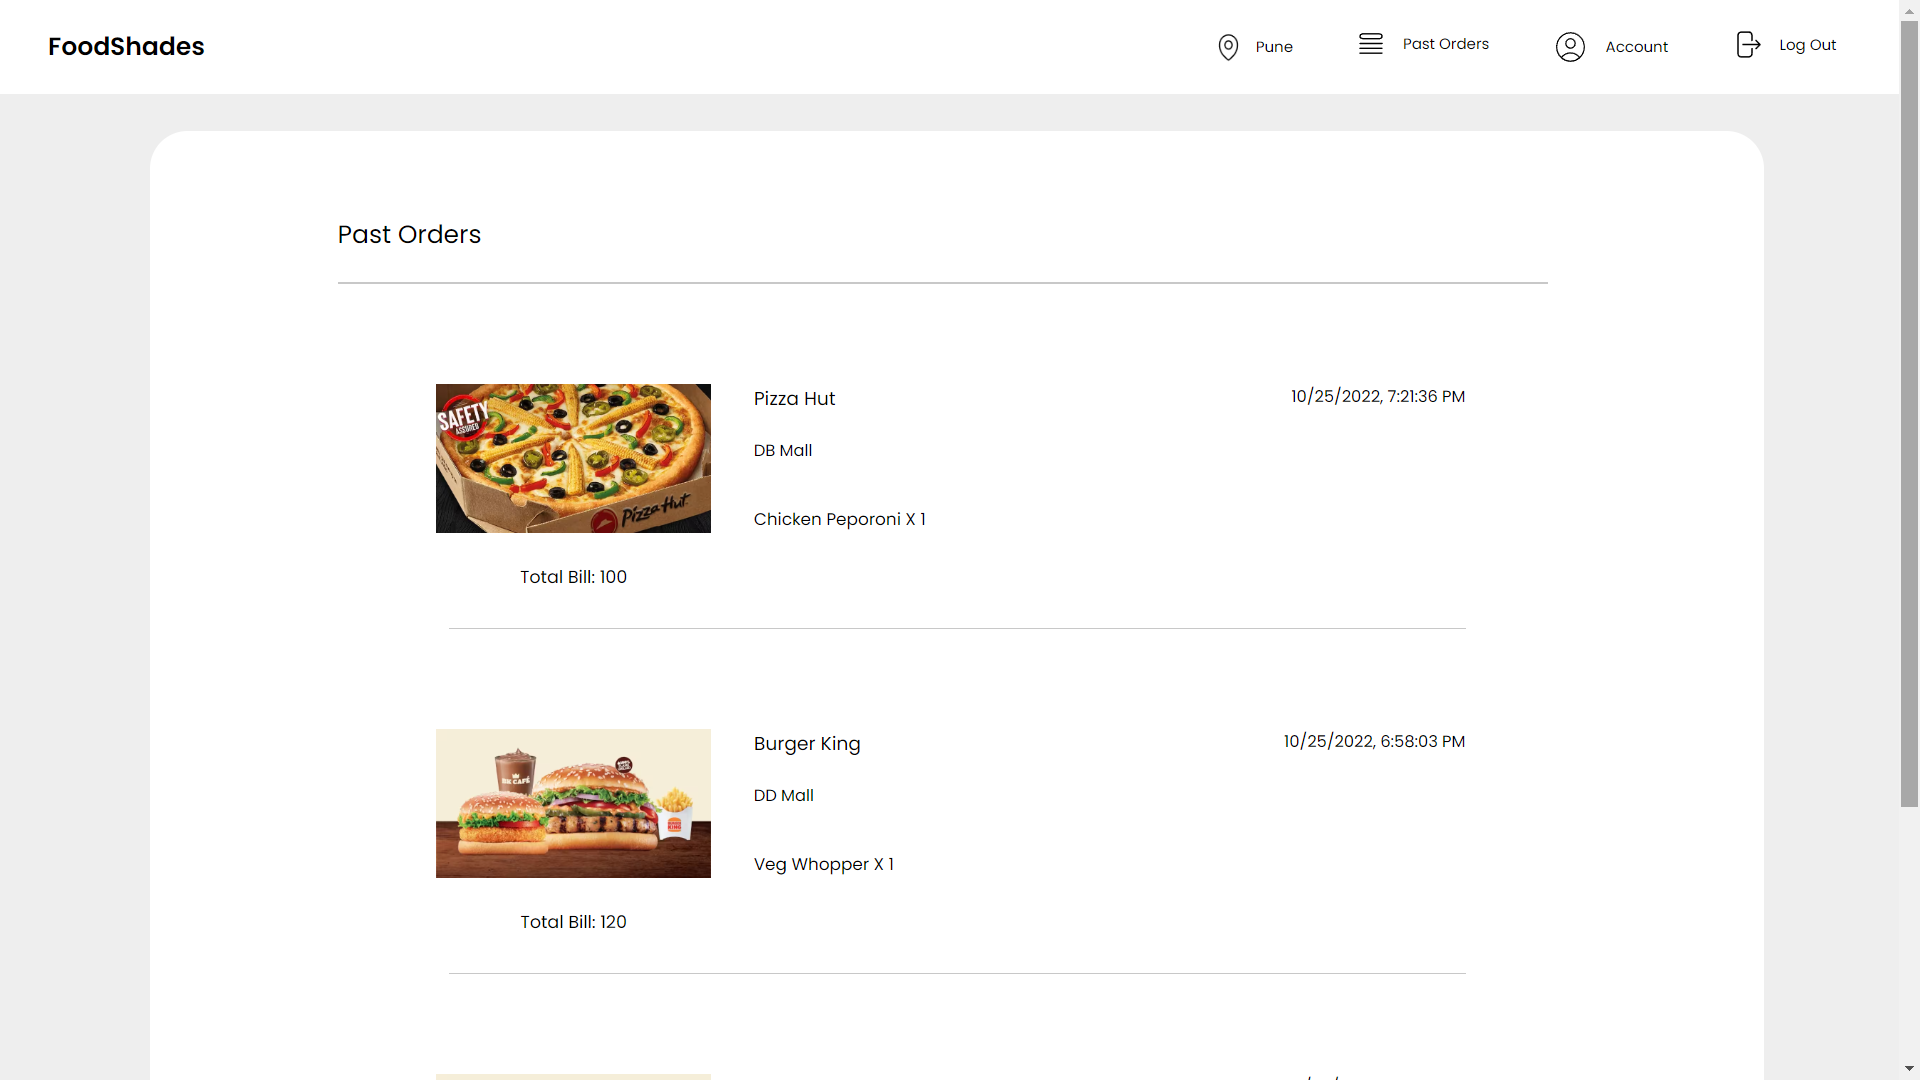 FoodShades
Pune
Past Orders
Account
Log Out
Past Orders
SAFETY
ASSURED
Pizza Hut
Pizza Hut
10/25/2022, 7:21:36 PM
DB Mall
Chicken Peporoni X 1
Total Bill: 100
BK CAFÉ
BURGER
KING
Burger King
10/25/2022, 6:58:03 PM
DD Mall
Veg Whopper X 1
Total Bill: 120